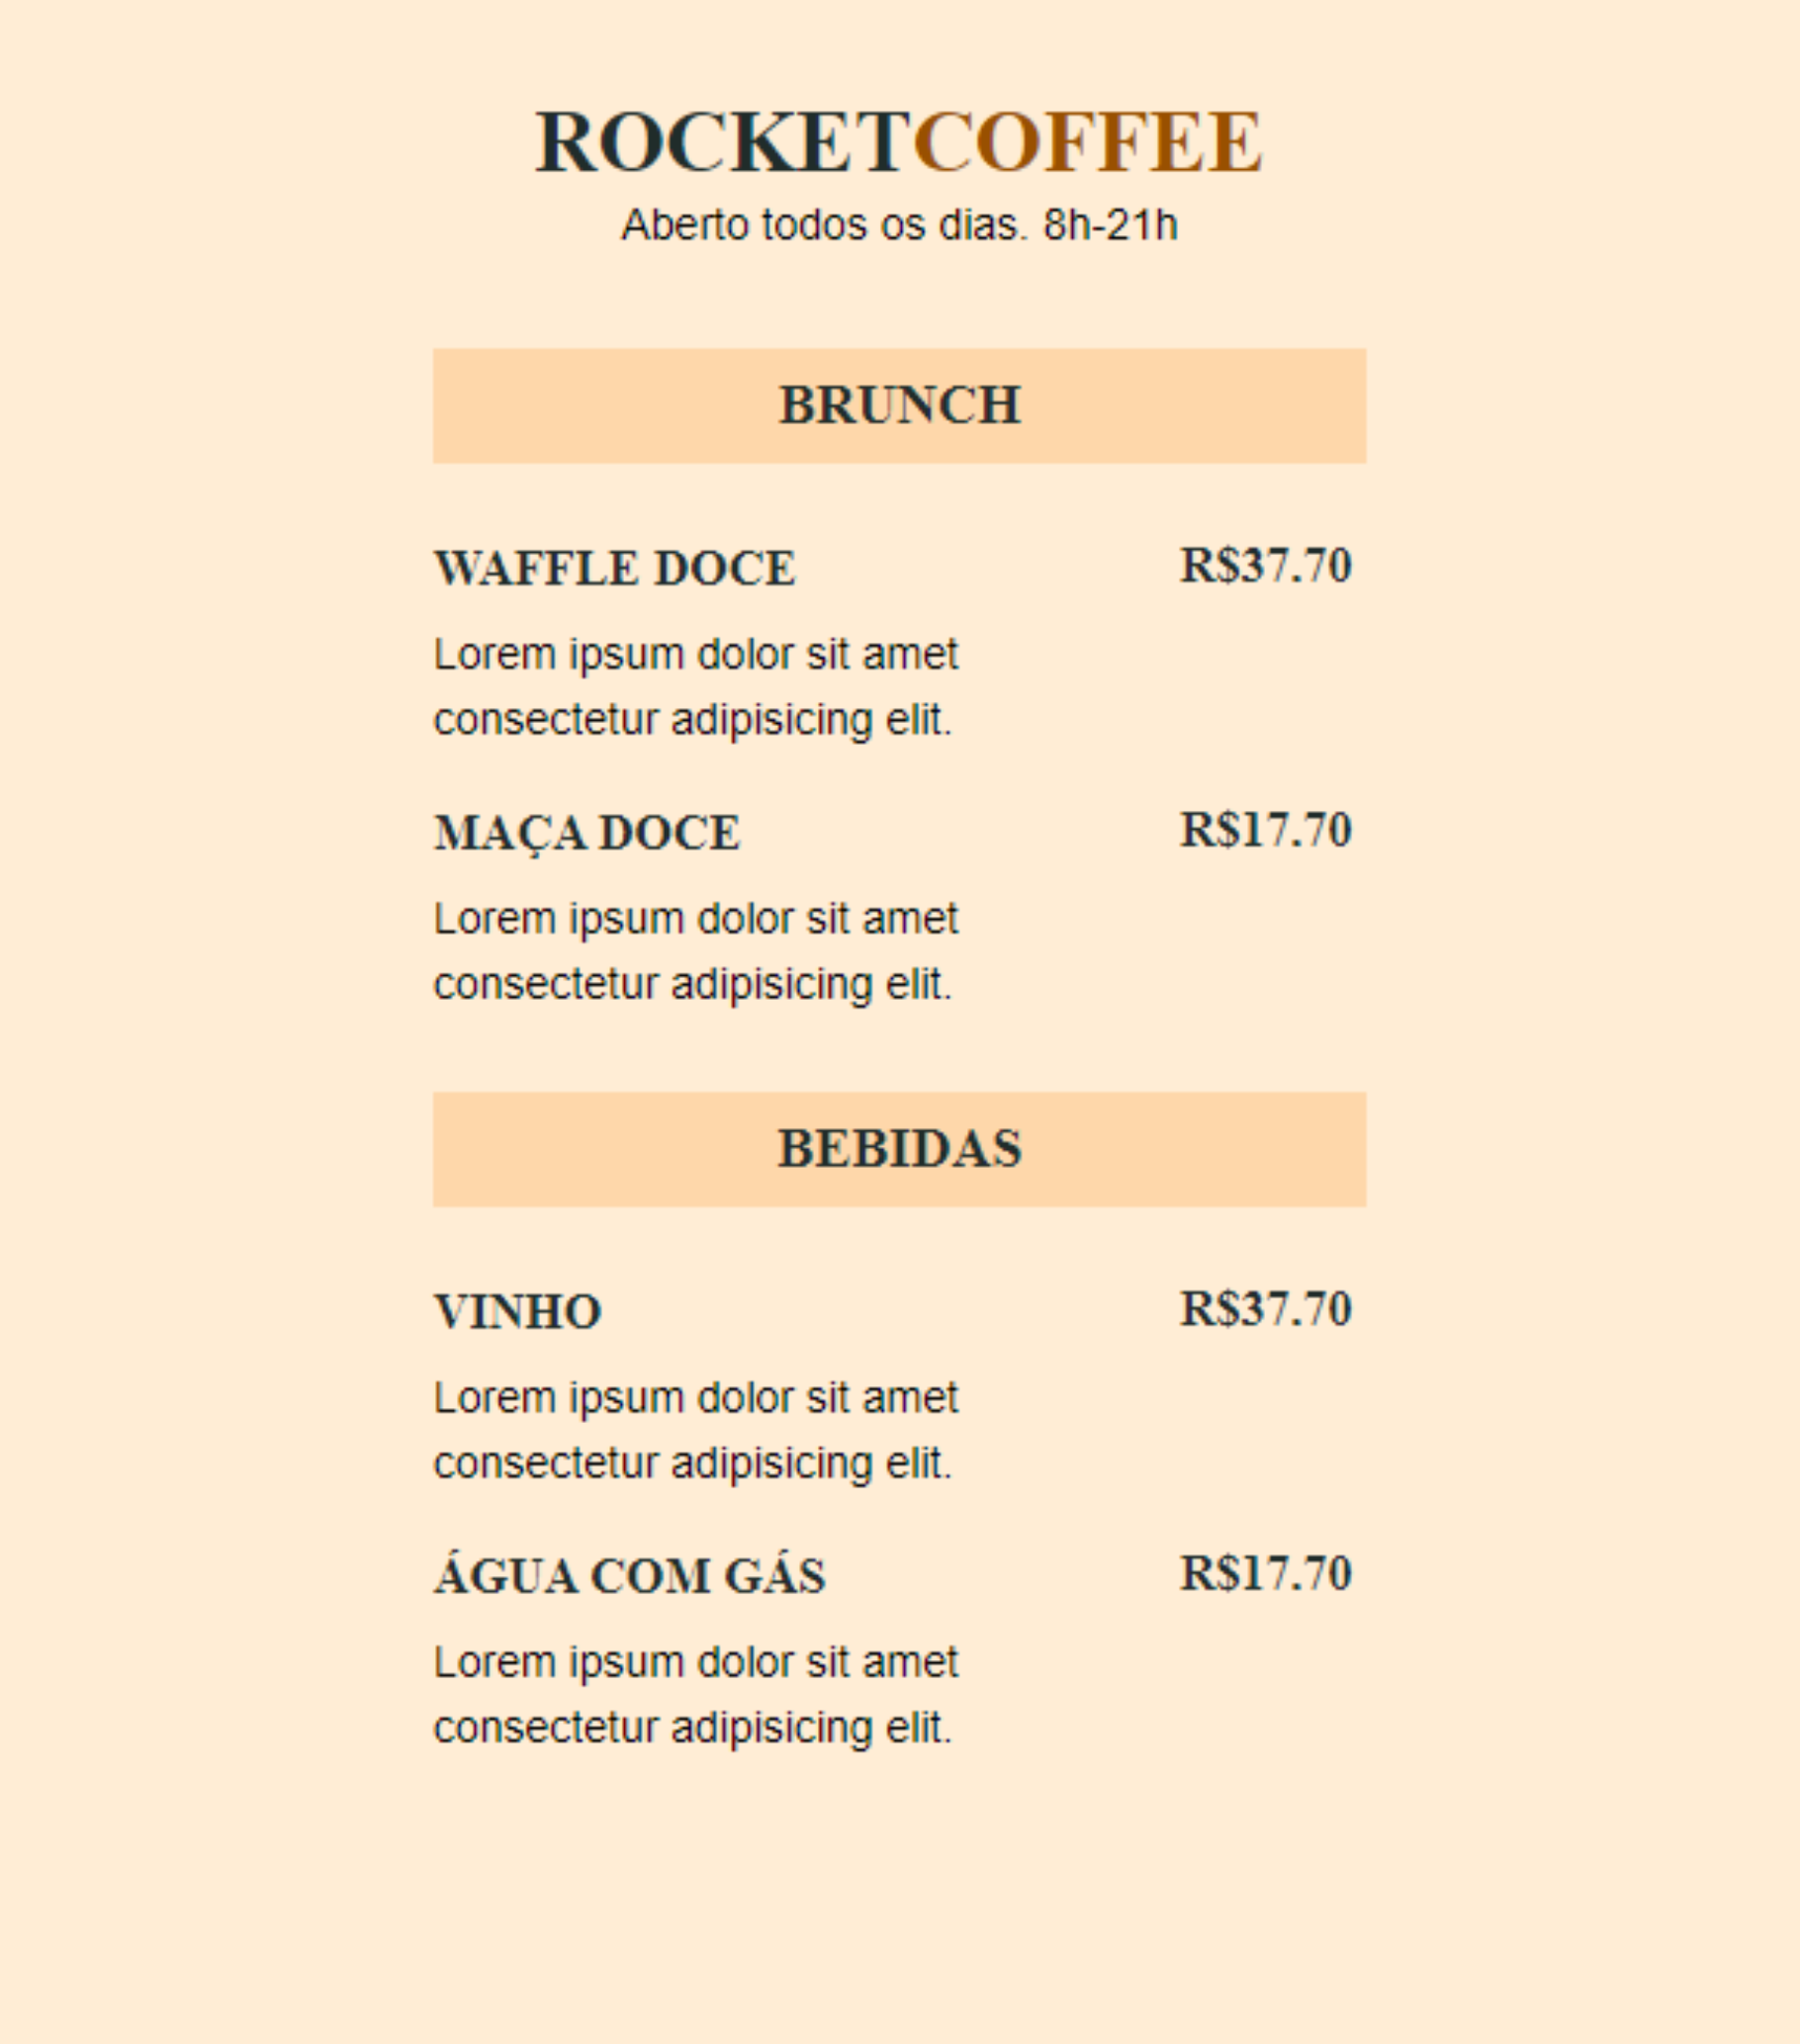 ROCKETCOFFEE
Aberto todos os dias. 8h-21h
BRUNCH
WAFFLE DOCE R$37.70
Lorem ipsum dolor sit amet
consectetur adipisicing elit.
MAÇA DOCE R$17.70
Lorem ipsum dolor sit amet
consectetur adipisicing elit.
BEBIDAS
VINHO R$37.70
Lorem ipsum dolor sit amet
consectetur adipisicing elit.
ÁGUA COM GÁS R$17.70
Lorem ipsum dolor sit amet
consectetur adipisicing elit.